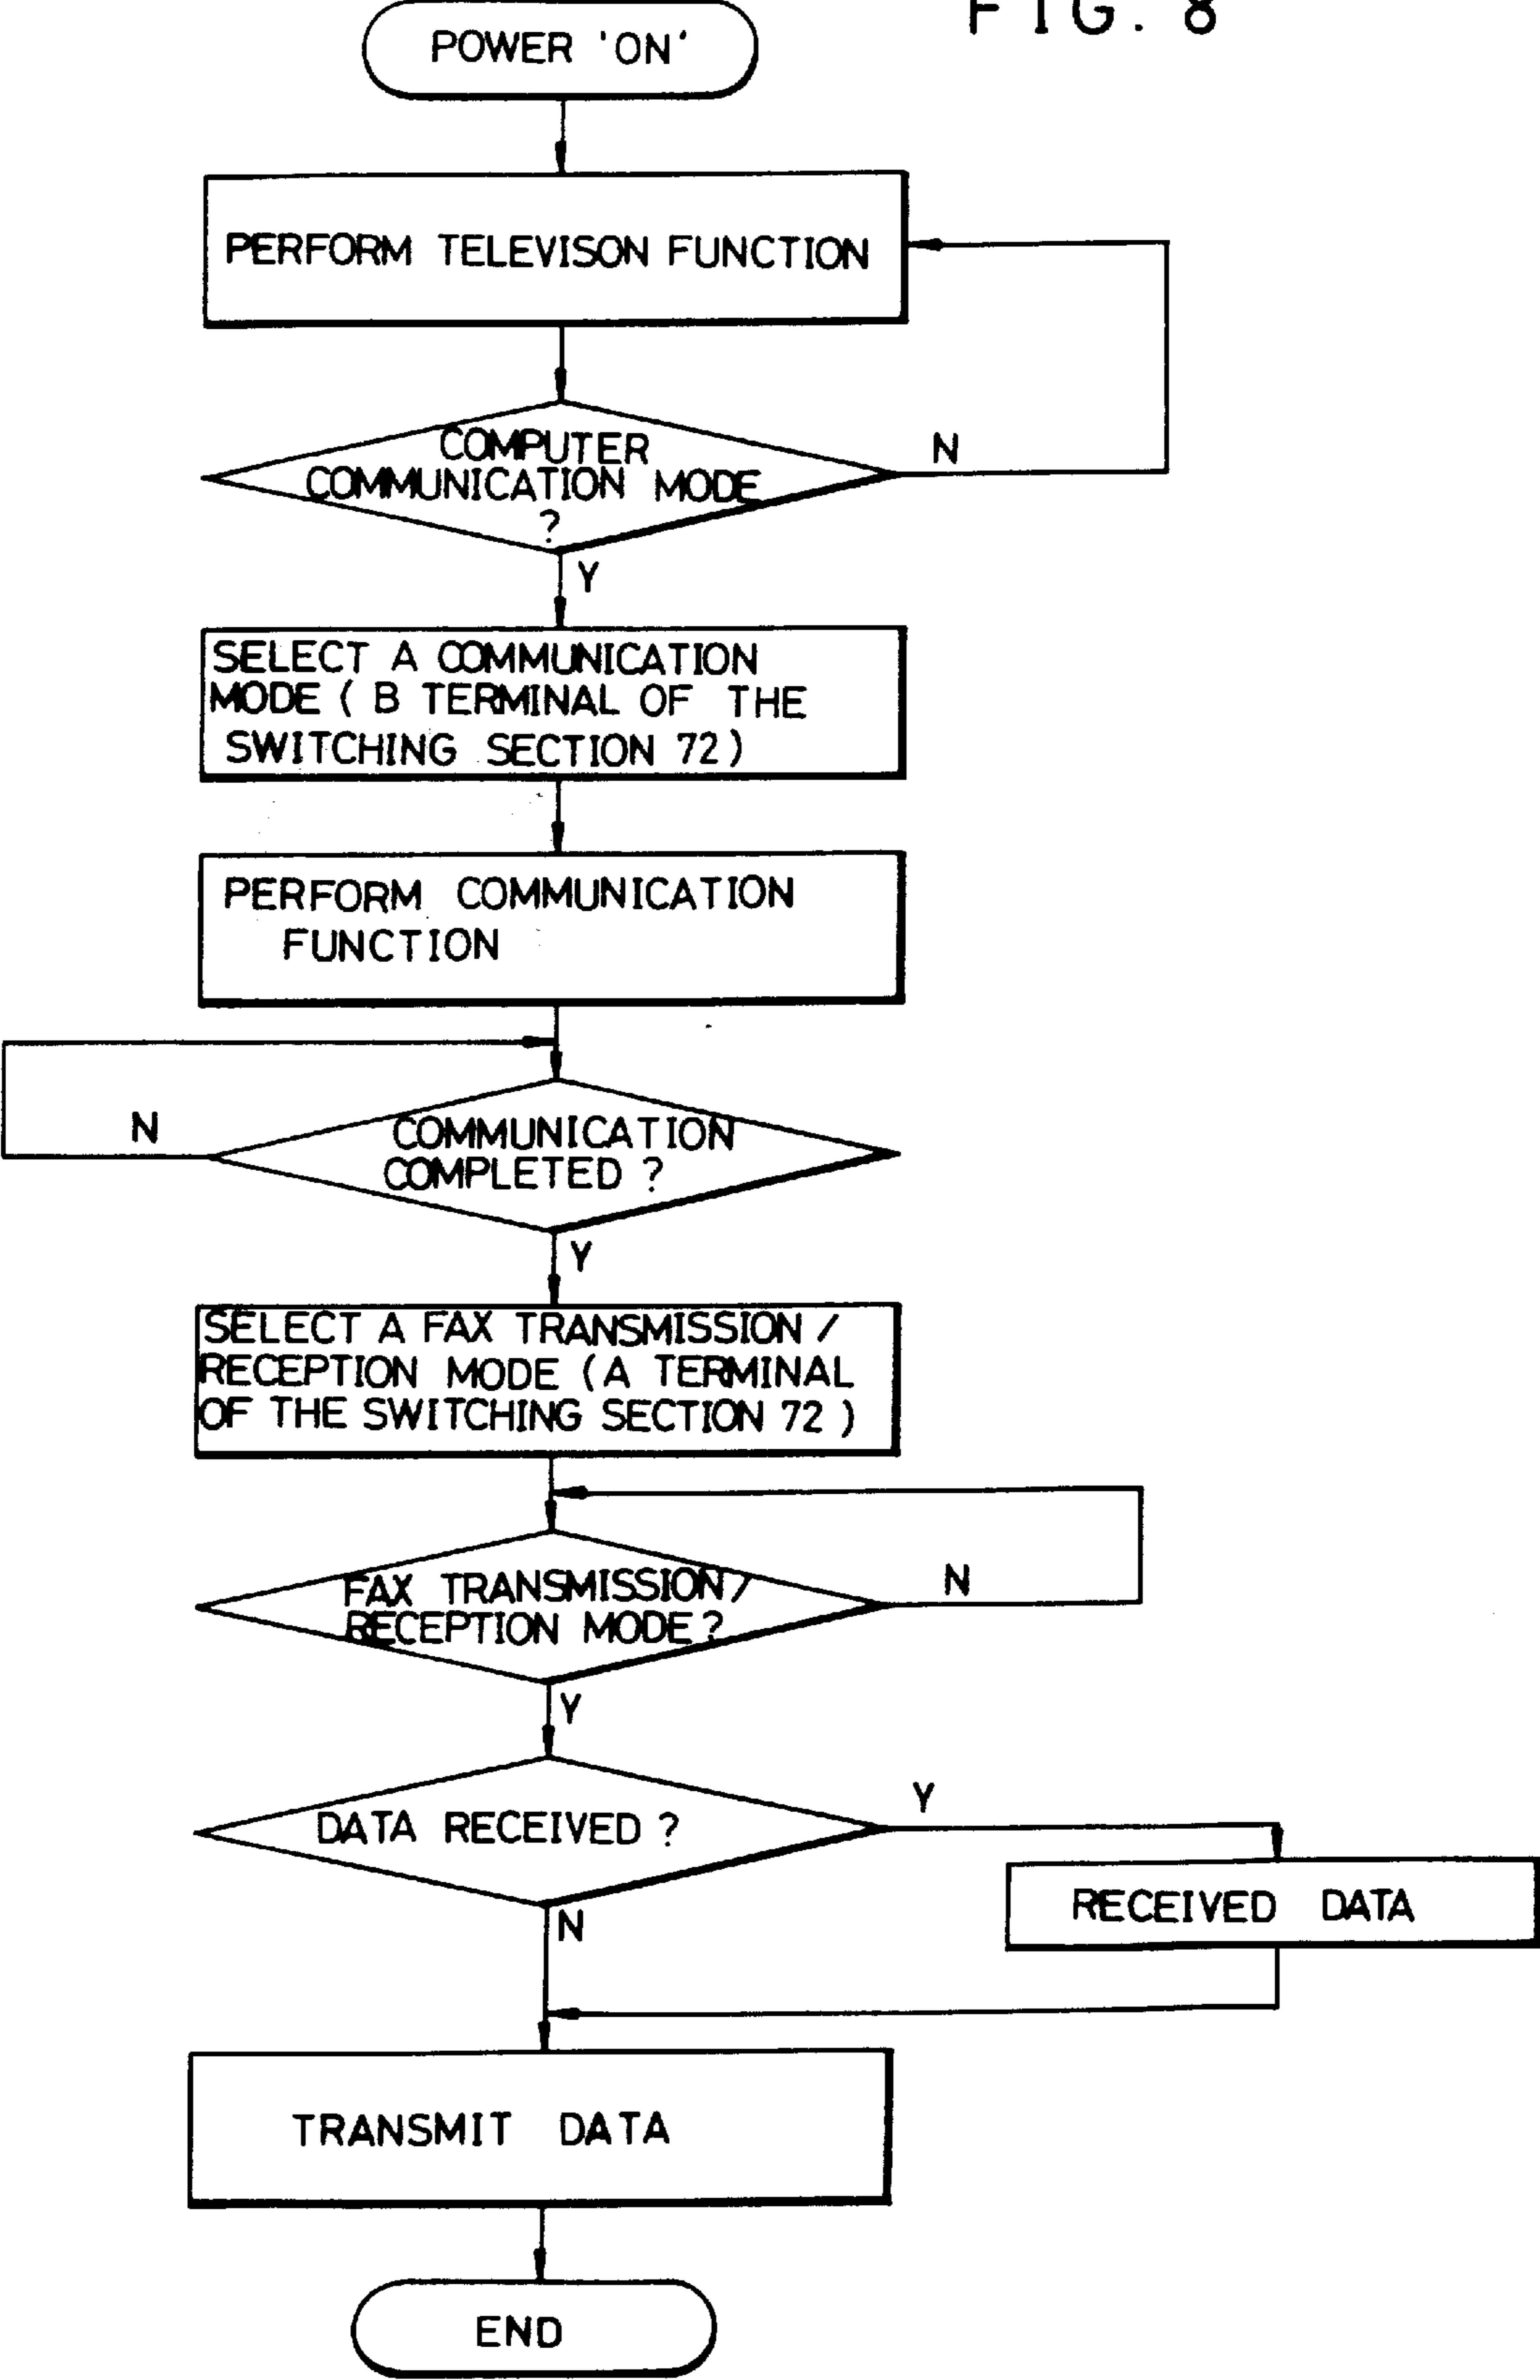 FIG. 8
POWER 'ON'
PERFORM TELEVISON FUNCTION
COMPUTER
COMMUNICATION MODE
?
N
Y
SELECT A COMMUNICATION
MODE ( B TERMINAL OF THE
SWITCHING SECTION 72 )
PERFORM COMMUNICATION
FUNCTION
N
COMMUNICATION
COMPLETED ?
Y
SELECT A FAX TRANSMISSION /
RECEPTION MODE ( A TERMINAL
OF THE SWITCHING SECTION 72 )
FAX TRANSMISSION /
RECEPTION MODE ?
N
Y
DATA RECEIVED ?
Y
N
RECEIVED DATA
TRANSMIT DATA
END